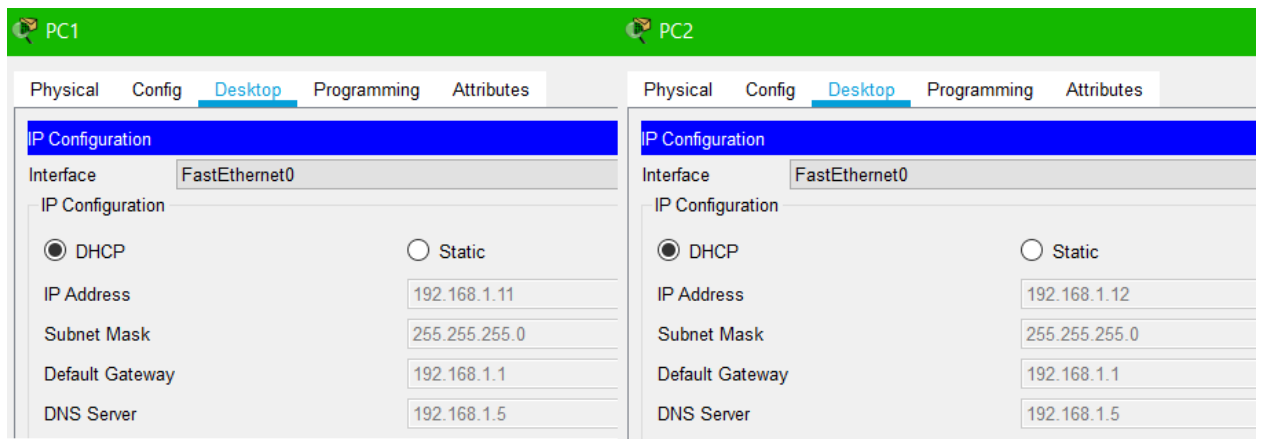 PC1
Physical Config Desktop Programming Attributes
IP Configuration
Interface FastEthernet0
IP Configuration
DHCP Static
IP Address 192.168.1.11
Subnet Mask 255.255.255.0
Default Gateway 192.168.1.1
DNS Server 192.168.1.5
PC2
Physical Config Desktop Programming Attributes
IP Configuration
Interface FastEthernet0
IP Configuration
DHCP Static
IP Address 192.168.1.12
Subnet Mask 255.255.255.0
Default Gateway 192.168.1.1
DNS Server 192.168.1.5